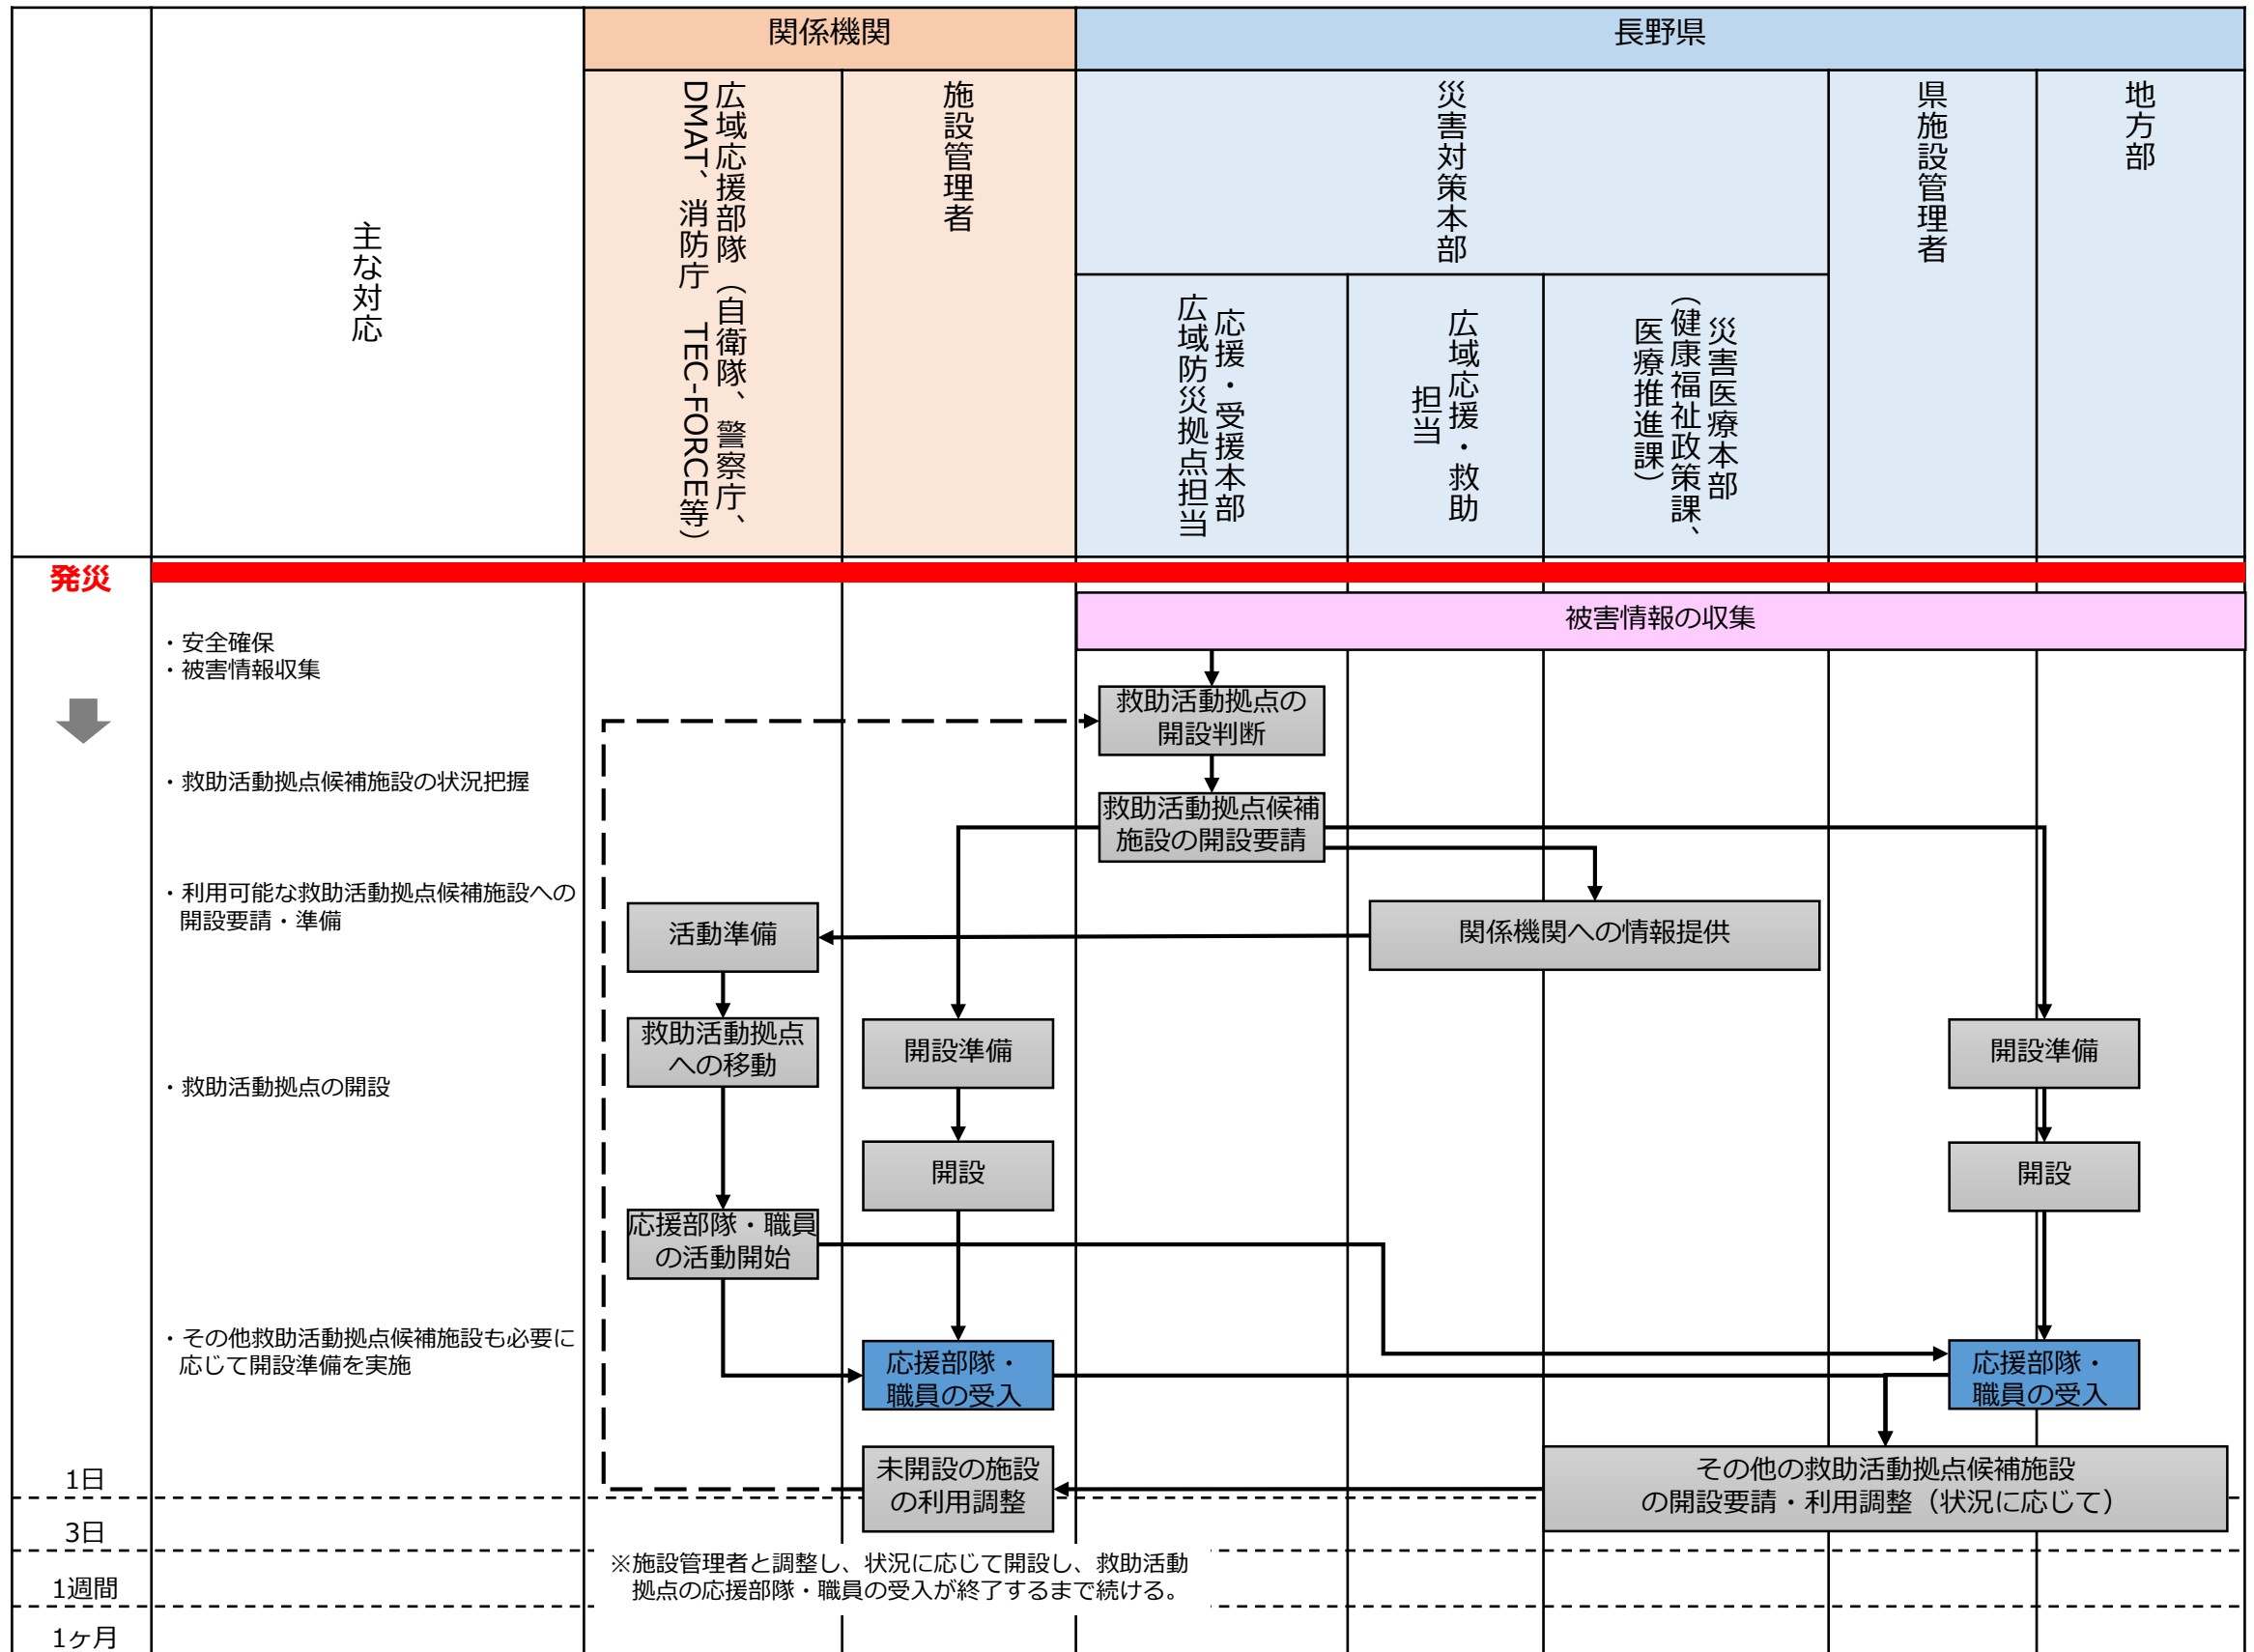 関係機関
長野県
主な対応
広域応援部隊（自衛隊、警察庁、
DMAT、消防庁　TEC-FORCE等）
施設管理者
災害対策本部
県施設管理者
地方部
応援・受援本部
広域防災拠点担当
広域応援・救助
担当
災害医療本部
（健康福祉政策課、
医療推進課）
発災
被害情報の収集
・安全確保
・被害情報収集
救助活動拠点の
開設判断
・救助活動拠点候補施設の状況把握
救助活動拠点候補
施設の開設要請
・利用可能な救助活動拠点候補施設への
開設要請・準備
活動準備
関係機関への情報提供
救助活動拠点
への移動
開設準備
開設準備
・救助活動拠点の開設
開設
開設
応援部隊・職員
の活動開始
・その他救助活動拠点候補施設も必要に
応じて開設準備を実施
応援部隊・
職員の受入
応援部隊・
職員の受入
1日
未開設の施設
の利用調整
その他の救助活動拠点候補施設
の開設要請・利用調整（状況に応じて）
3日
※施設管理者と調整し、状況に応じて開設し、救助活動
拠点の応援部隊・職員の受入が終了するまで続ける。
1週間
1ヶ月